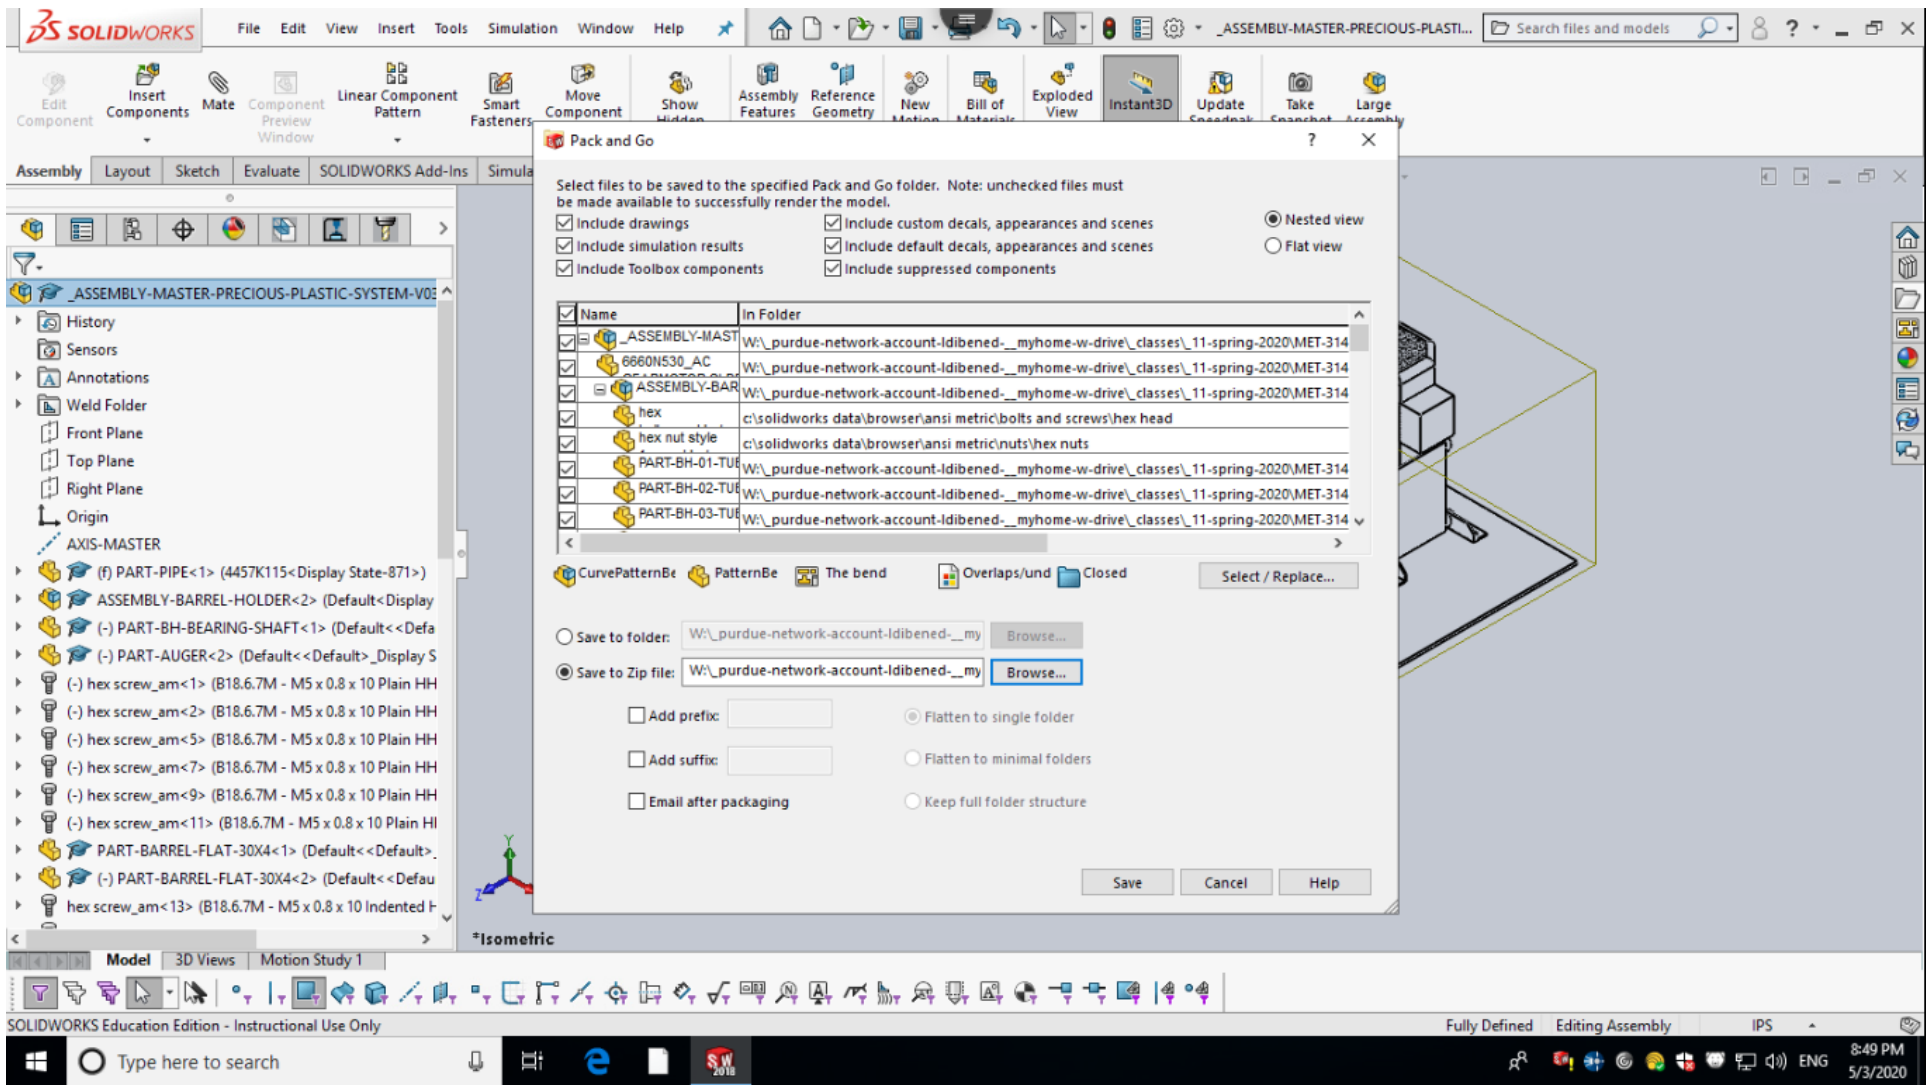 SOLIDWORKS File Edit View Insert Tools Simulation Window Help _ASSEMBLY-MASTER-PRECIOUS-PLASTI... Search files and models ?
Edit Component
Insert Components
Mate
Component Preview Window
Linear Component Pattern
Smart Fasteners
Move Component
Show Hidden
Assembly Features
Reference Geometry
New Motion
Bill of Materials
Exploded View
Instant3D
Update Speedpak
Take Snapshot
Large Assembly
Assembly Layout Sketch Evaluate SOLIDWORKS Add-Ins Simula
_ASSEMBLY-MASTER-PRECIOUS-PLASTIC-SYSTEM-V03
History
Sensors
Annotations
Weld Folder
Front Plane
Top Plane
Right Plane
Origin
AXIS-MASTER
(f) PART-PIPE<1> (4457K115<Display State-871>)
ASSEMBLY-BARREL-HOLDER<2> (Default<Display
(-) PART-BH-BEARING-SHAFT<1> (Default<<Defa
(-) PART-AUGER<2> (Default<<Default>_Display S
(-) hex screw_am<1> (B18.6.7M - M5 x 0.8 x 10 Plain HH
(-) hex screw_am<2> (B18.6.7M - M5 x 0.8 x 10 Plain HH
(-) hex screw_am<5> (B18.6.7M - M5 x 0.8 x 10 Plain HH
(-) hex screw_am<7> (B18.6.7M - M5 x 0.8 x 10 Plain HH
(-) hex screw_am<9> (B18.6.7M - M5 x 0.8 x 10 Plain HH
(-) hex screw_am<11> (B18.6.7M - M5 x 0.8 x 10 Plain HI
PART-BARREL-FLAT-30X4<1> (Default<<Default>_
(-) PART-BARREL-FLAT-30X4<2> (Default<<Defau
hex screw_am<13> (B18.6.7M - M5 x 0.8 x 10 Indented H
Pack and Go ?
Select files to be saved to the specified Pack and Go folder. Note: unchecked files must
be made available to successfully render the model.
Include drawings Include custom decals, appearances and scenes Nested view
Include simulation results Include default decals, appearances and scenes Flat view
Include Toolbox components Include suppressed components
Name In Folder
_ASSEMBLY-MAST W:\_purdue-network-account-ldibened-__myhome-w-drive\_classes\_11-spring-2020\MET-314
6660N530_AC W:\_purdue-network-account-ldibened-__myhome-w-drive\_classes\_11-spring-2020\MET-314
ASSEMBLY-BAR W:\_purdue-network-account-ldibened-__myhome-w-drive\_classes\_11-spring-2020\MET-314
hex c:\solidworks data\browser\ansi metric\bolts and screws\hex head
hex nut style c:\solidworks data\browser\ansi metric\nuts\hex nuts
PART-BH-01-TUE W:\_purdue-network-account-ldibened-__myhome-w-drive\_classes\_11-spring-2020\MET-314
PART-BH-02-TUE W:\_purdue-network-account-ldibened-__myhome-w-drive\_classes\_11-spring-2020\MET-314
PART-BH-03-TUE W:\_purdue-network-account-ldibened-__myhome-w-drive\_classes\_11-spring-2020\MET-314
CurvePatternBe PatternBe The bend Overlaps/und Closed Select / Replace...
Save to folder: W:\_purdue-network-account-ldibened-__my Browse...
Save to Zip file: W:\_purdue-network-account-ldibened-__my Browse...
Add prefix: Flatten to single folder
Add suffix: Flatten to minimal folders
Email after packaging Keep full folder structure
Save Cancel Help
Y
Z
*Isometric
Model 3D Views Motion Study 1
SOLIDWORKS Education Edition - Instructional Use Only Fully Defined Editing Assembly IPS
Type here to search SW 2018 ENG 8:49 PM
5/3/2020